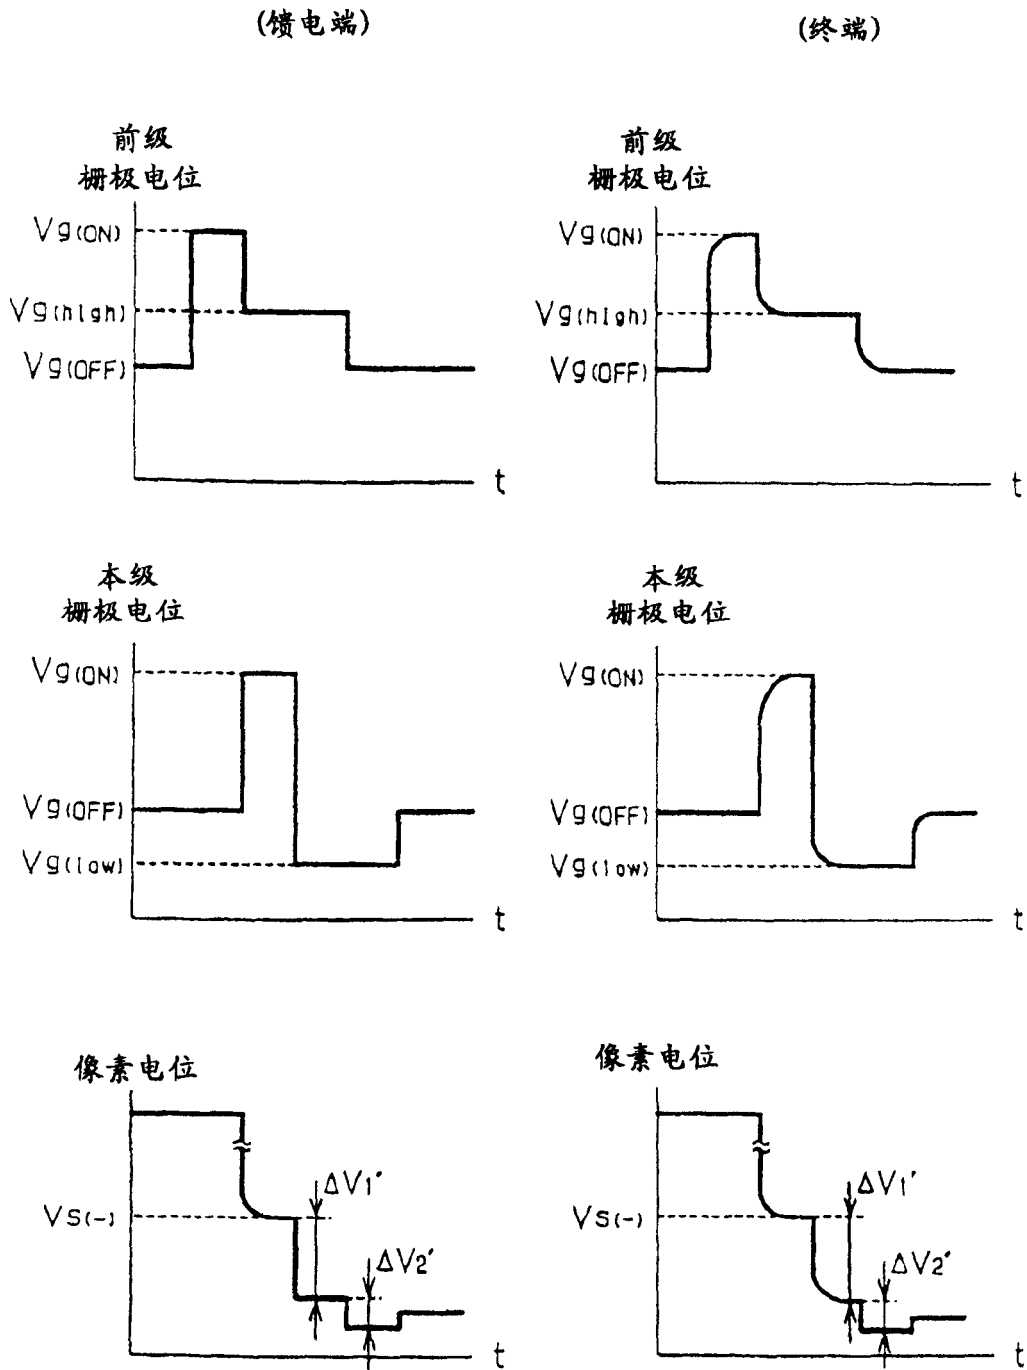 (馈电端)
(终端)
前级
栅极电位
Vg(ON)
Vg(high)
Vg(OFF)
t
前级
栅极电位
Vg(ON)
Vg(high)
Vg(OFF)
t
本级
栅极电位
Vg(ON)
Vg(OFF)
Vg(low)
t
本级
栅极电位
Vg(ON)
Vg(OFF)
Vg(low)
t
像素电位
Vs(-)
ΔV1'
ΔV2'
t
像素电位
Vs(-)
ΔV1'
ΔV2'
t